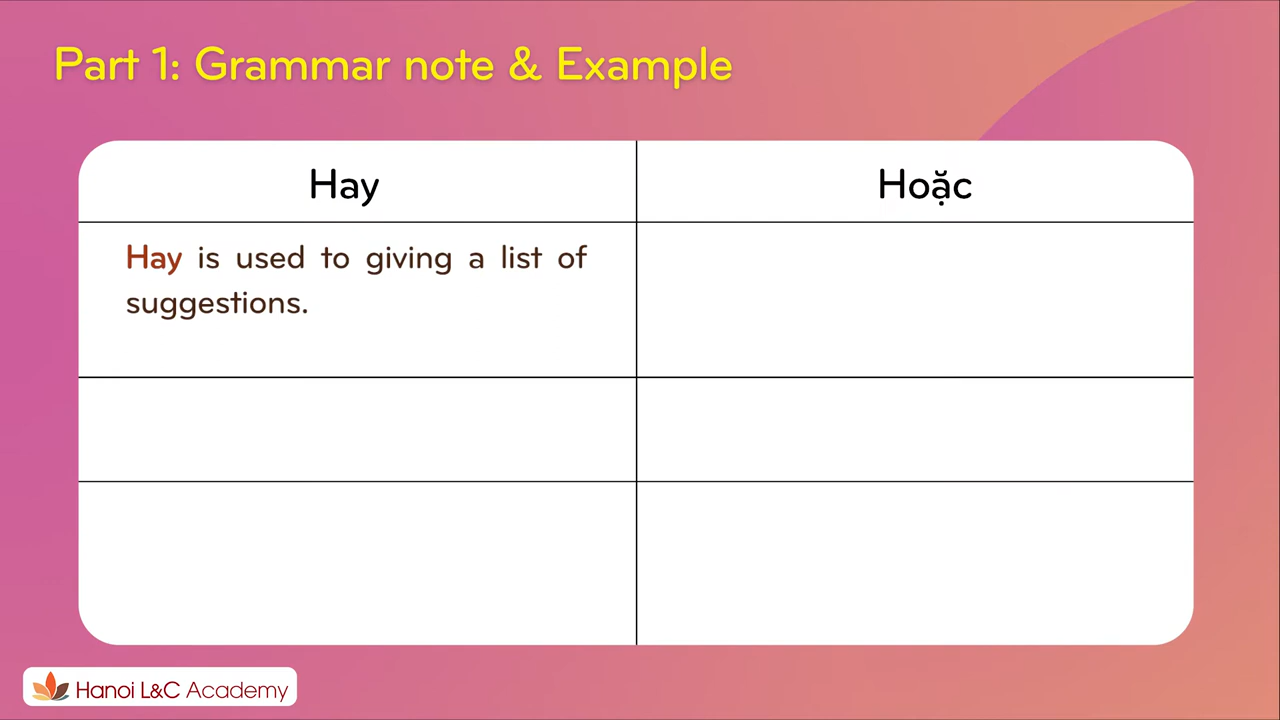 Part 1: Grammar note & Example
Hay
Hoặc
Hay is used to giving a list of
suggestions.
Hanoi L&C Academy